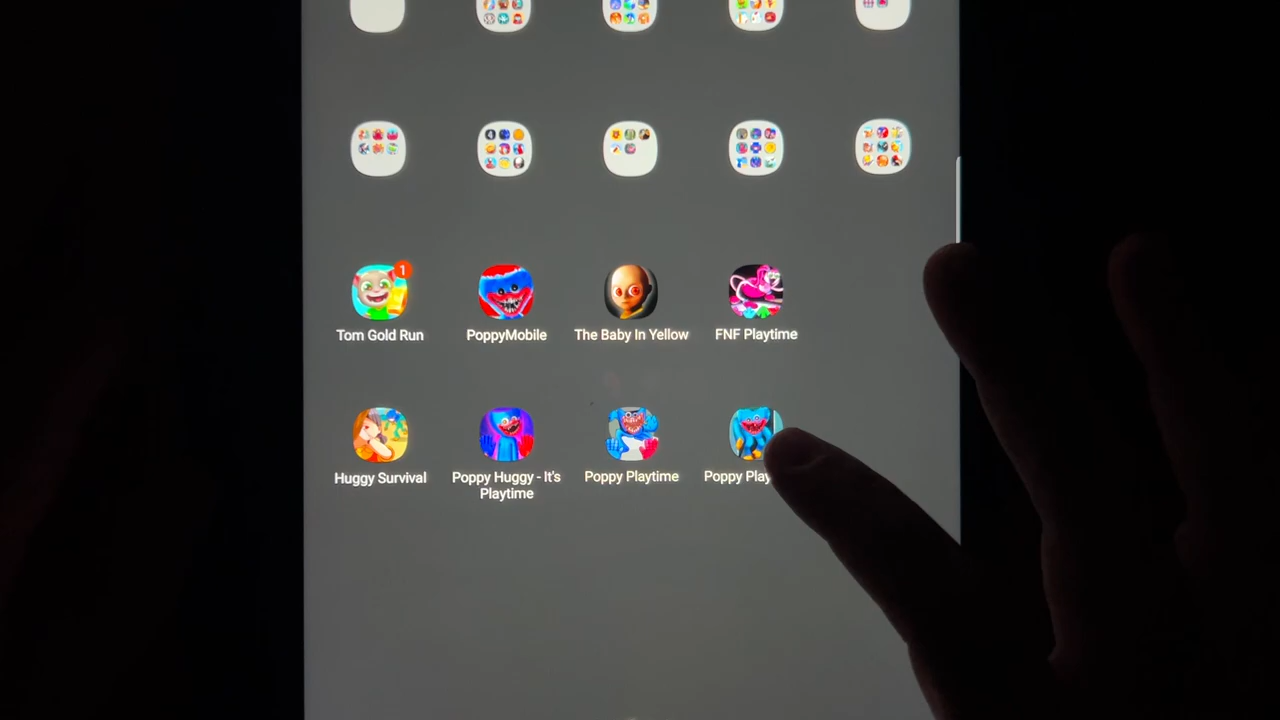 1
Tom Gold Run
PoppyMobile
The Baby In Yellow
FNF Playtime
Huggy Survival
Poppy Huggy - It's
Playtime
Poppy Playtime
Poppy